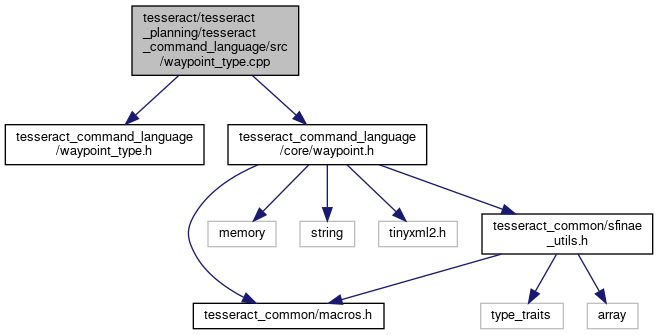 tesseract/tesseract
_planning/tesseract
_command_language/src
/waypoint_type.cpp
tesseract_command_language
/waypoint_type.h
tesseract_command_language
/core/waypoint.h
memory
string
tinyxml2.h
tesseract_common/sfinae
_utils.h
tesseract_common/macros.h
type_traits
array